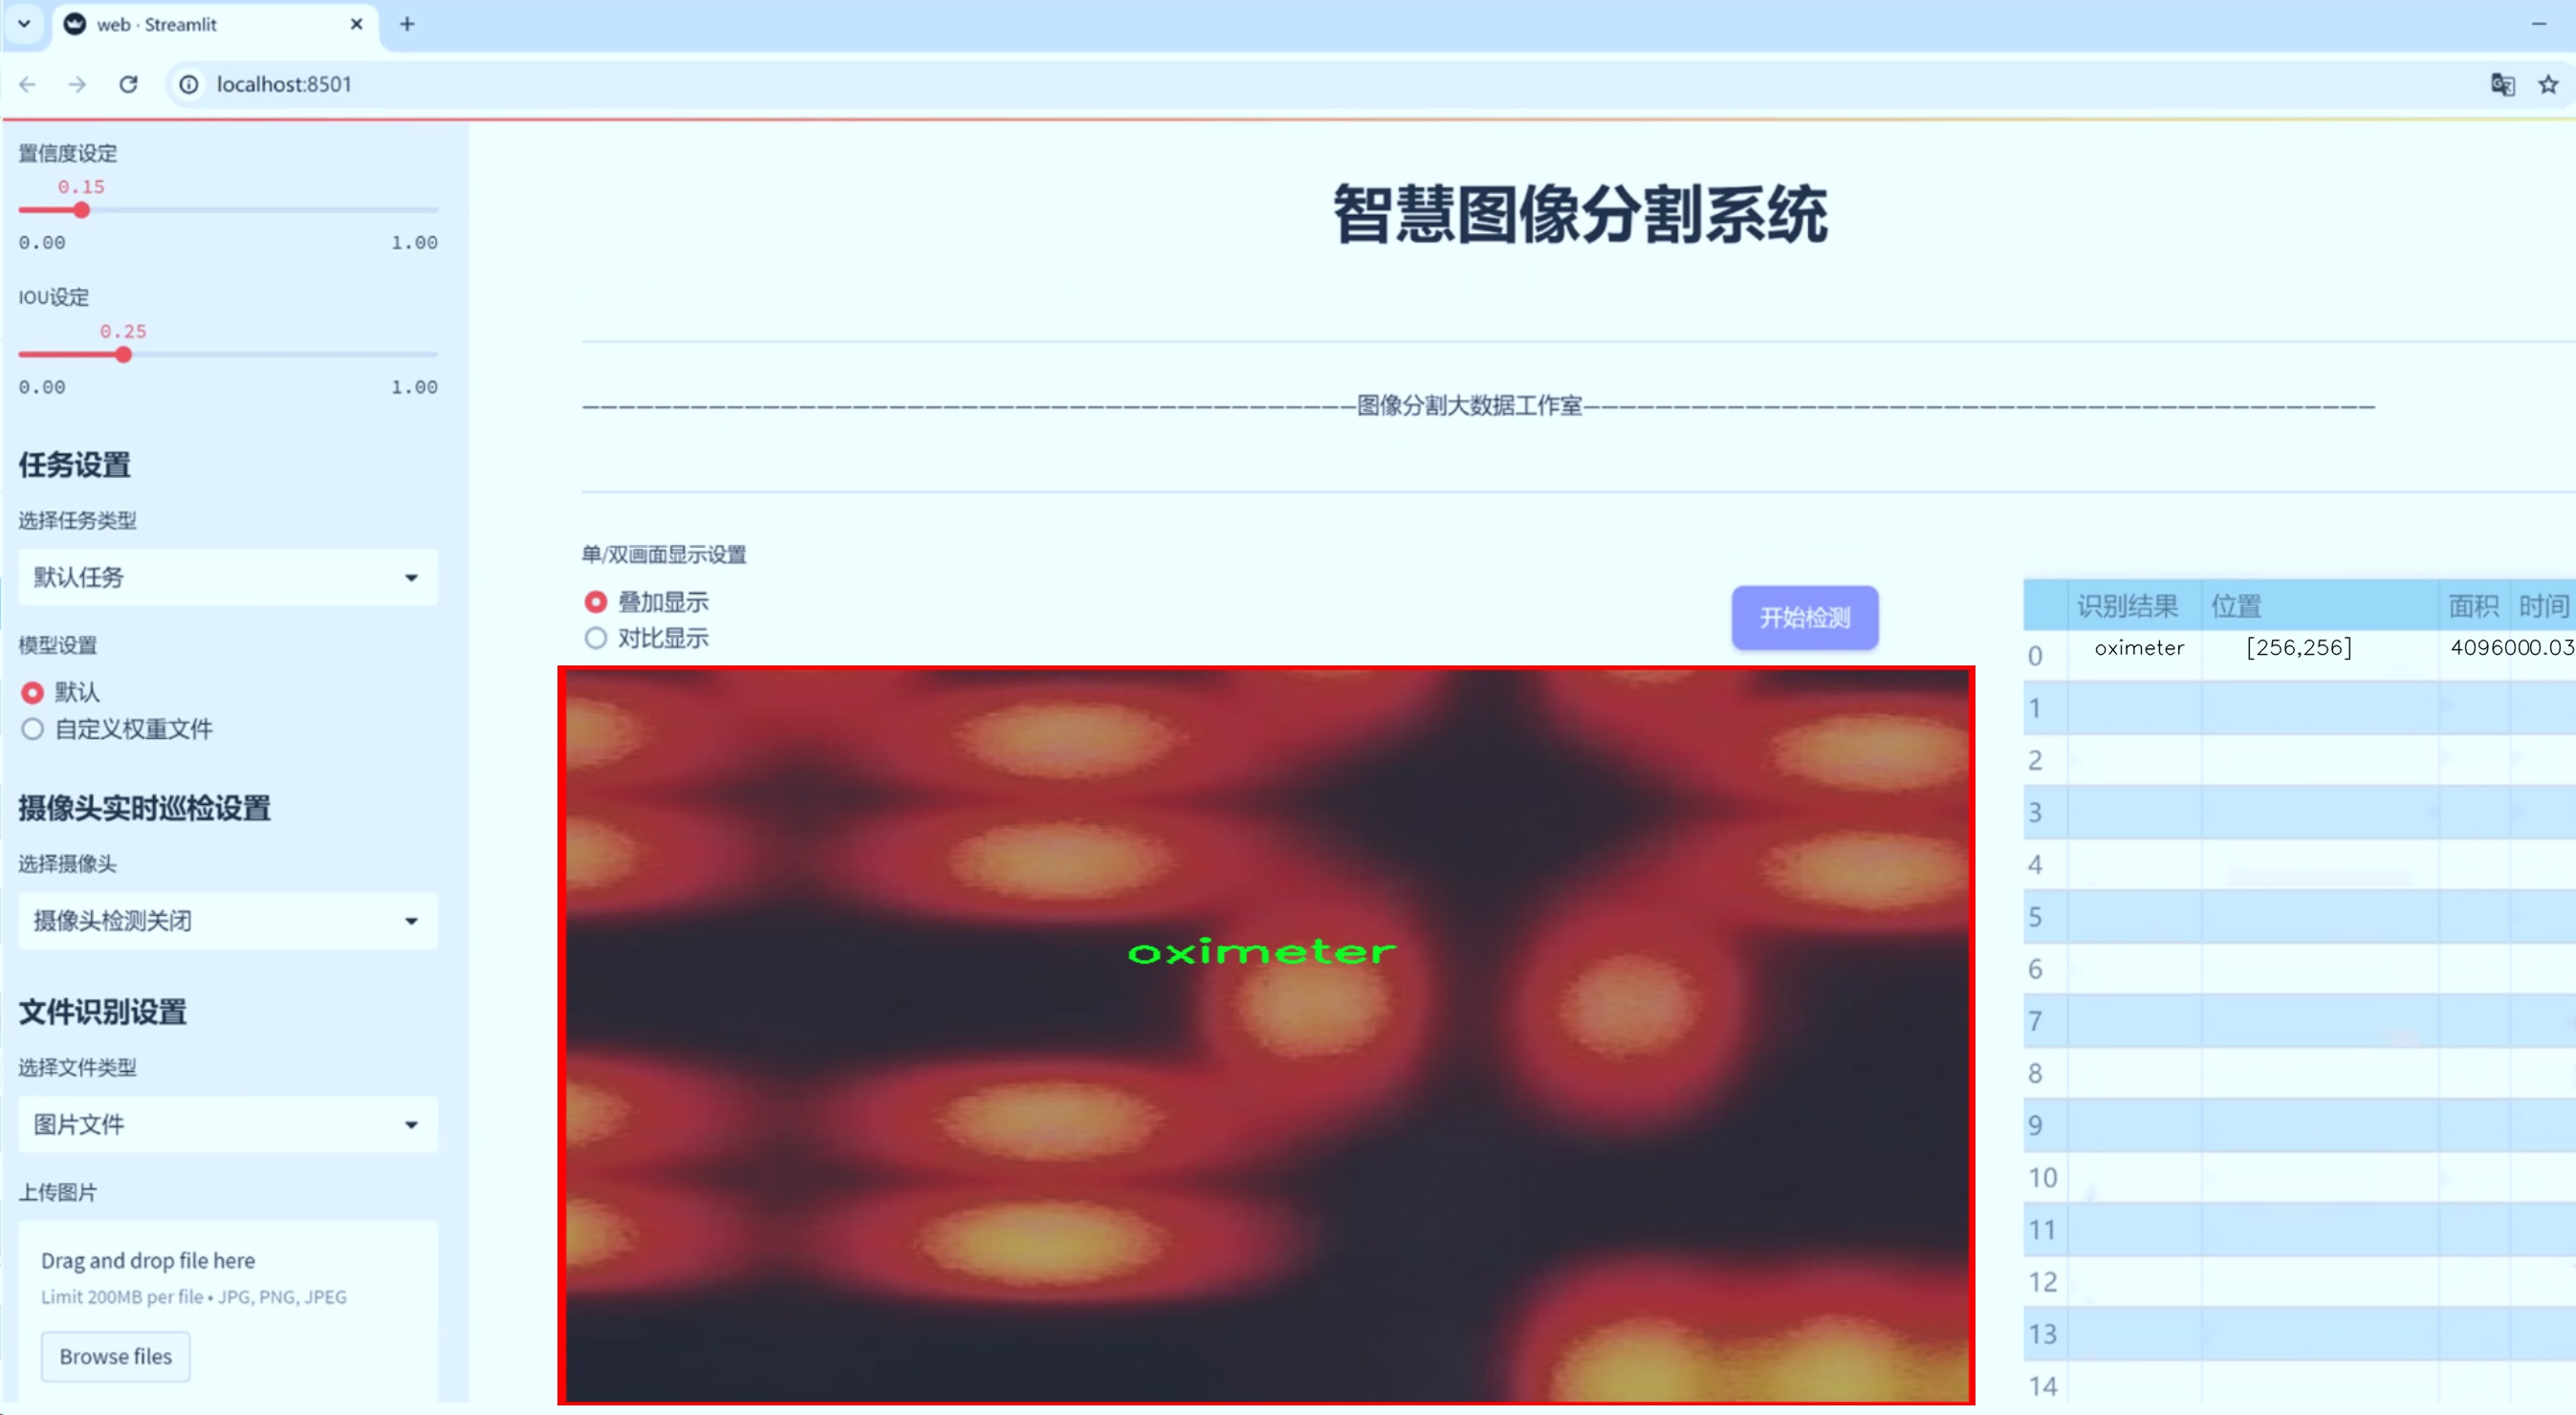 web · Streamlit
localhost:8501
置信度设定
0.15
0.00 1.00
IOU设定
0.25
0.00 1.00
任务设置
选择任务类型
默认任务
模型设置
默认
自定义权重文件
摄像头实时巡检设置
选择摄像头
摄像头检测关闭
文件识别设置
选择文件类型
图片文件
上传图片
Drag and drop file here
Limit 200MB per file • JPG, PNG, JPEG
Browse files
智慧图像分割系统
———————————————————————————————————————————图像分割大数据工作室————————————————————————————————————————————
单/双画面显示设置
叠加显示
对比显示
开始检测
oximeter
识别结果 位置 面积 时间
0 oximeter [256,256] 4096000.03
1
2
3
4
5
6
7
8
9
10
11
12
13
14